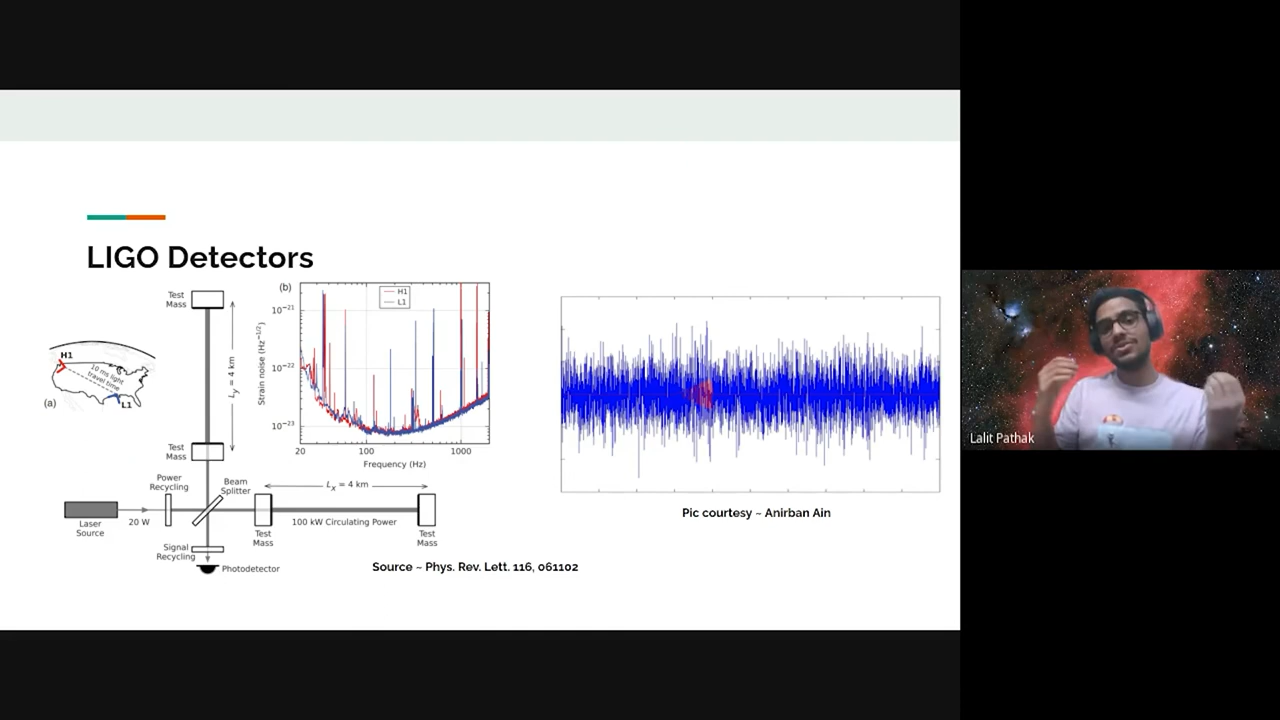 LIGO Detectors
Test
Mass
(b)
H1
L1
10⁻²¹
10⁻²²
10⁻²³
Strain noise (Hz⁻¹/²)
20
100
1000
Frequency (Hz)
H1
10 ms light
travel time
L1
(a)
Ly = 4 km
Test
Mass
Power
Recycling
Beam
Splitter
Lx = 4 km
Laser
Source
20 W
100 kW Circulating Power
Test
Mass
Test
Mass
Signal
Recycling
Photodetector
Source ~ Phys. Rev. Lett. 116, 061102
Pic courtesy ~ Anirban Ain
Lalit Pathak